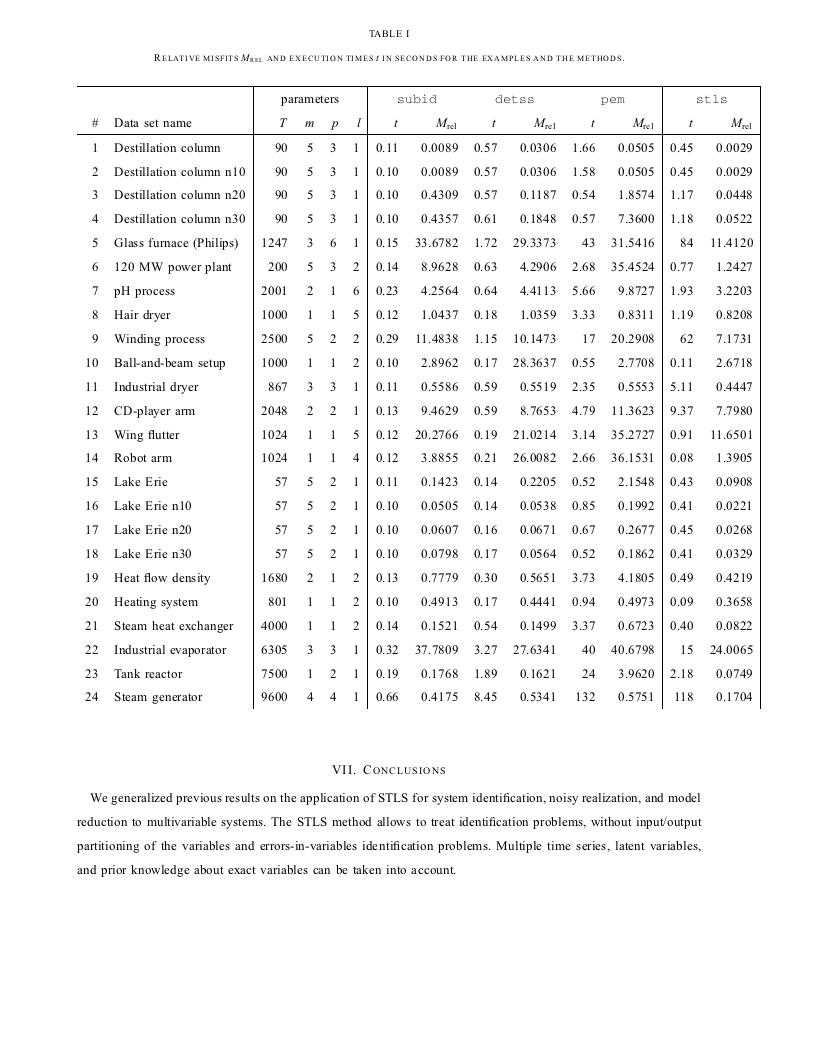 TABLE I
RELATIVE MISFITS M_REL AND EXECUTION TIMES t IN SECONDS FOR THE EXAMPLES AND THE METHODS.
parameters subid detss pem stls
# Data set name T m p l t M_rel t M_rel t M_rel t M_rel
1 Destillation column 90 5 3 1 0.11 0.0089 0.57 0.0306 1.66 0.0505 0.45 0.0029
2 Destillation column n10 90 5 3 1 0.10 0.0089 0.57 0.0306 1.58 0.0505 0.45 0.0029
3 Destillation column n20 90 5 3 1 0.10 0.4309 0.57 0.1187 0.54 1.8574 1.17 0.0448
4 Destillation column n30 90 5 3 1 0.10 0.4357 0.61 0.1848 0.57 7.3600 1.18 0.0522
5 Glass furnace (Philips) 1247 3 6 1 0.15 33.6782 1.72 29.3373 43 31.5416 84 11.4120
6 120 MW power plant 200 5 3 2 0.14 8.9628 0.63 4.2906 2.68 35.4524 0.77 1.2427
7 pH process 2001 2 1 6 0.23 4.2564 0.64 4.4113 5.66 9.8727 1.93 3.2203
8 Hair dryer 1000 1 1 5 0.12 1.0437 0.18 1.0359 3.33 0.8311 1.19 0.8208
9 Winding process 2500 5 2 2 0.29 11.4838 1.15 10.1473 17 20.2908 62 7.1731
10 Ball-and-beam setup 1000 1 1 2 0.10 2.8962 0.17 28.3637 0.55 2.7708 0.11 2.6718
11 Industrial dryer 867 3 3 1 0.11 0.5586 0.59 0.5519 2.35 0.5553 5.11 0.4447
12 CD-player arm 2048 2 2 1 0.13 9.4629 0.59 8.7653 4.79 11.3623 9.37 7.7980
13 Wing flutter 1024 1 1 5 0.12 20.2766 0.19 21.0214 3.14 35.2727 0.91 11.6501
14 Robot arm 1024 1 1 4 0.12 3.8855 0.21 26.0082 2.66 36.1531 0.08 1.3905
15 Lake Erie 57 5 2 1 0.11 0.1423 0.14 0.2205 0.52 2.1548 0.43 0.0908
16 Lake Erie n10 57 5 2 1 0.10 0.0505 0.14 0.0538 0.85 0.1992 0.41 0.0221
17 Lake Erie n20 57 5 2 1 0.10 0.0607 0.16 0.0671 0.67 0.2677 0.45 0.0268
18 Lake Erie n30 57 5 2 1 0.10 0.0798 0.17 0.0564 0.52 0.1862 0.41 0.0329
19 Heat flow density 1680 2 1 2 0.13 0.7779 0.30 0.5651 3.73 4.1805 0.49 0.4219
20 Heating system 801 1 1 2 0.10 0.4913 0.17 0.4441 0.94 0.4973 0.09 0.3658
21 Steam heat exchanger 4000 1 1 2 0.14 0.1521 0.54 0.1499 3.37 0.6723 0.40 0.0822
22 Industrial evaporator 6305 3 3 1 0.32 37.7809 3.27 27.6341 40 40.6798 15 24.0065
23 Tank reactor 7500 1 2 1 0.19 0.1768 1.89 0.1621 24 3.9620 2.18 0.0749
24 Steam generator 9600 4 4 1 0.66 0.4175 8.45 0.5341 132 0.5751 118 0.1704
VII. CONCLUSIONS
We generalized previous results on the application of STLS for system identification, noisy realization, and model
reduction to multivariable systems. The STLS method allows to treat identification problems, without input/output
partitioning of the variables and errors-in-variables identification problems. Multiple time series, latent variables,
and prior knowledge about exact variables can be taken into account.